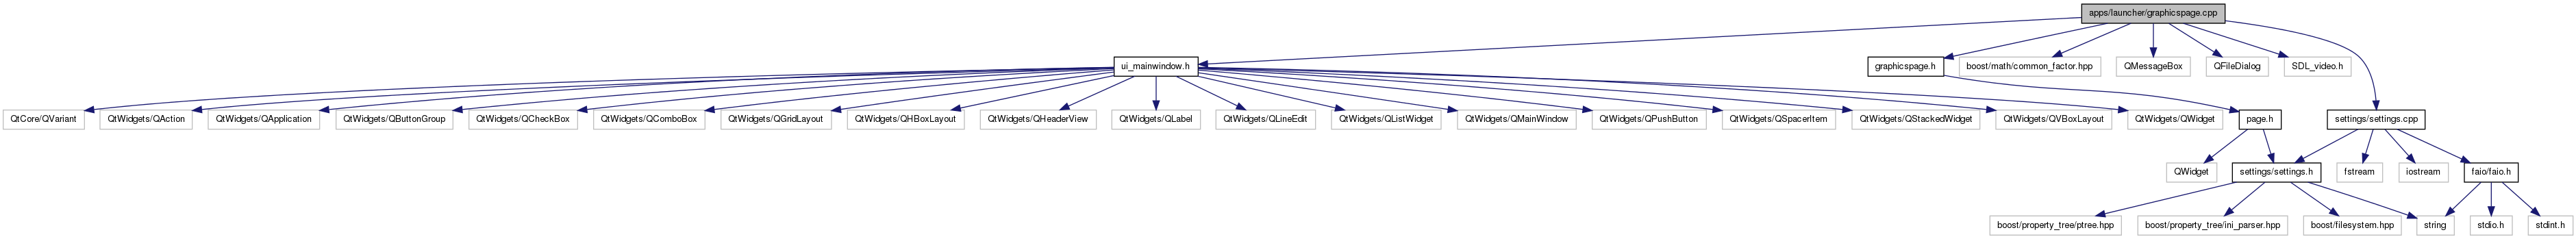 apps/launcher/graphicspage.cpp
ui_mainwindow.h
graphicspage.h
boost/math/common_factor.hpp
QMessageBox
QFileDialog
SDL_video.h
QtCore/QVariant
QtWidgets/QAction
QtWidgets/QApplication
QtWidgets/QButtonGroup
QtWidgets/QCheckBox
QtWidgets/QComboBox
QtWidgets/QGridLayout
QtWidgets/QHBoxLayout
QtWidgets/QHeaderView
QtWidgets/QLabel
QtWidgets/QLineEdit
QtWidgets/QListWidget
QtWidgets/QMainWindow
QtWidgets/QPushButton
QtWidgets/QSpacerItem
QtWidgets/QStackedWidget
QtWidgets/QVBoxLayout
QtWidgets/QWidget
page.h
settings/settings.cpp
QWidget
settings/settings.h
fstream
iostream
faio/faio.h
boost/property_tree/ptree.hpp
boost/property_tree/ini_parser.hpp
boost/filesystem.hpp
string
stdio.h
stdint.h